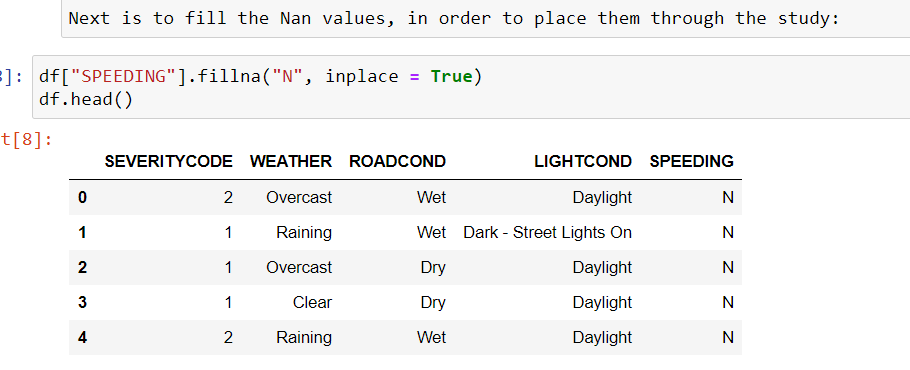 Next is to fill the Nan values, in order to place them through the study:
]: df["SPEEDING"].fillna("N", inplace = True)
df.head()
t[8]:
SEVERITYCODE WEATHER ROADCOND LIGHTCOND SPEEDING
0 2 Overcast Wet Daylight N
1 1 Raining Wet Dark - Street Lights On N
2 1 Overcast Dry Daylight N
3 1 Clear Dry Daylight N
4 2 Raining Wet Daylight N